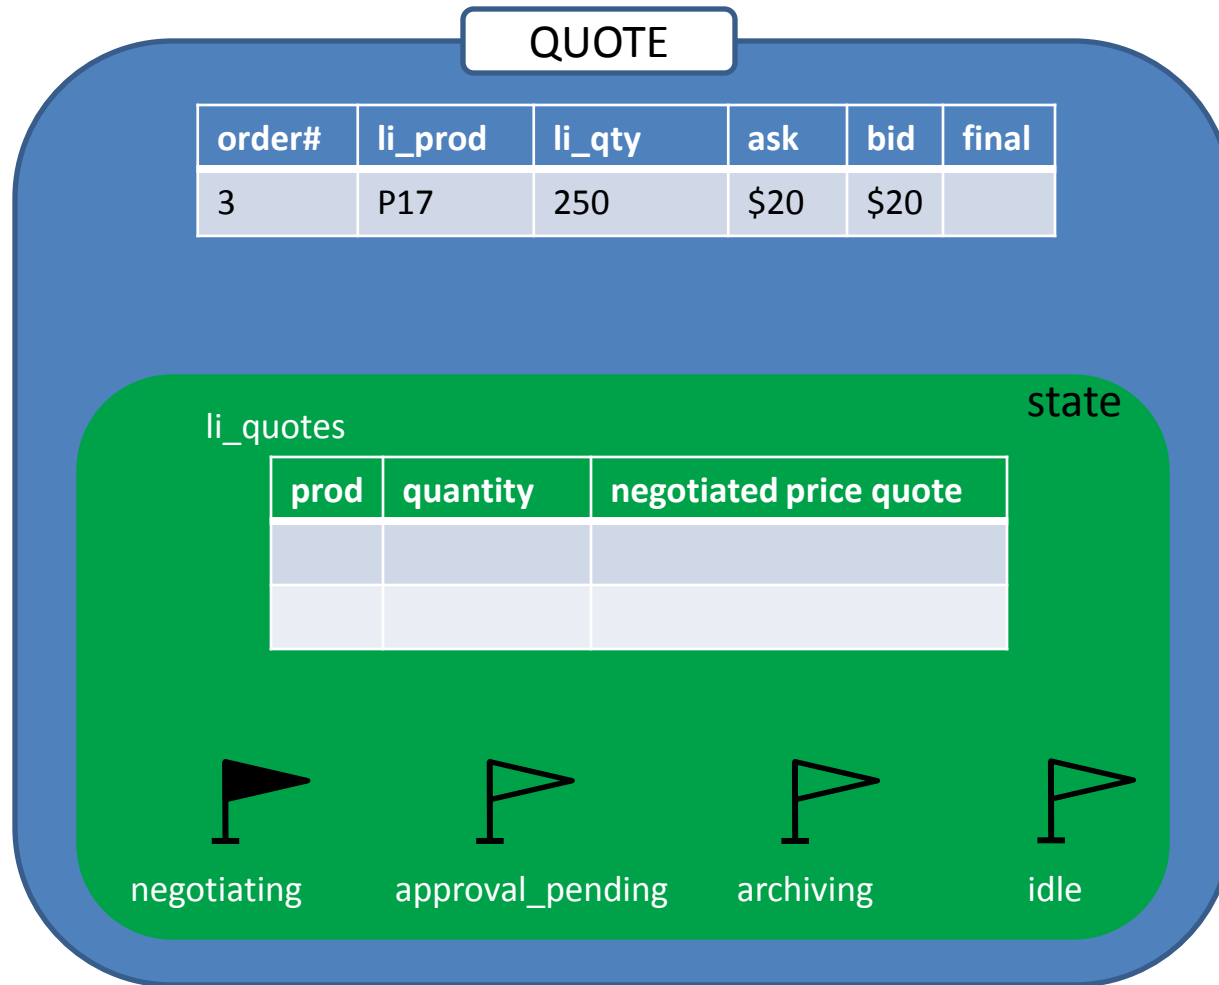 QUOTE
order# li_prod li_qty ask bid final
3 P17 250 $20 $20
state
li_quotes
prod quantity negotiated price quote
negotiating approval_pending archiving idle